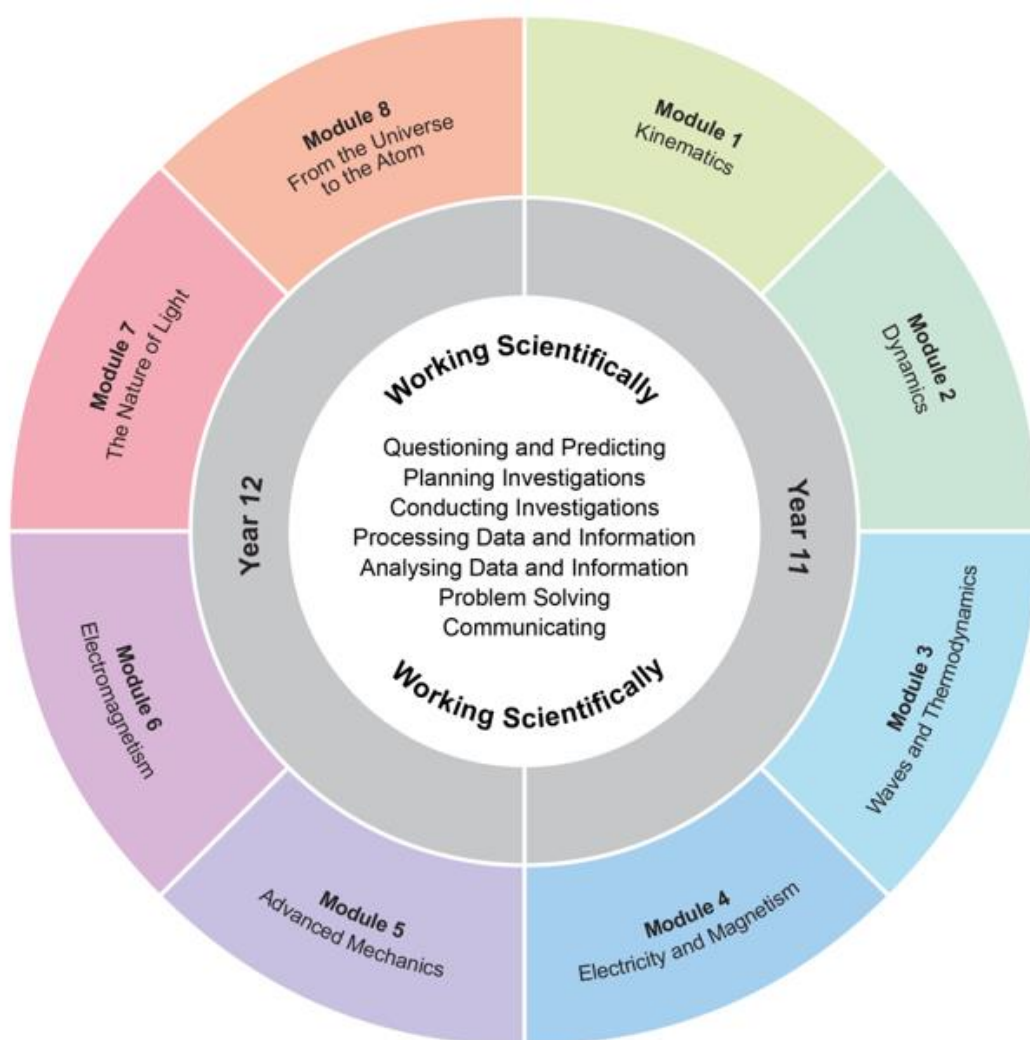 Module 1
Kinematics
Module 2
Dynamics
Module 3
Waves and Thermodynamics
Module 4
Electricity and Magnetism
Module 5
Advanced Mechanics
Module 6
Electromagnetism
Module 7
The Nature of Light
Module 8
From the Universe
to the Atom
Year 11
Year 12
Working Scientifically
Questioning and Predicting
Planning Investigations
Conducting Investigations
Processing Data and Information
Analysing Data and Information
Problem Solving
Communicating
Working Scientifically